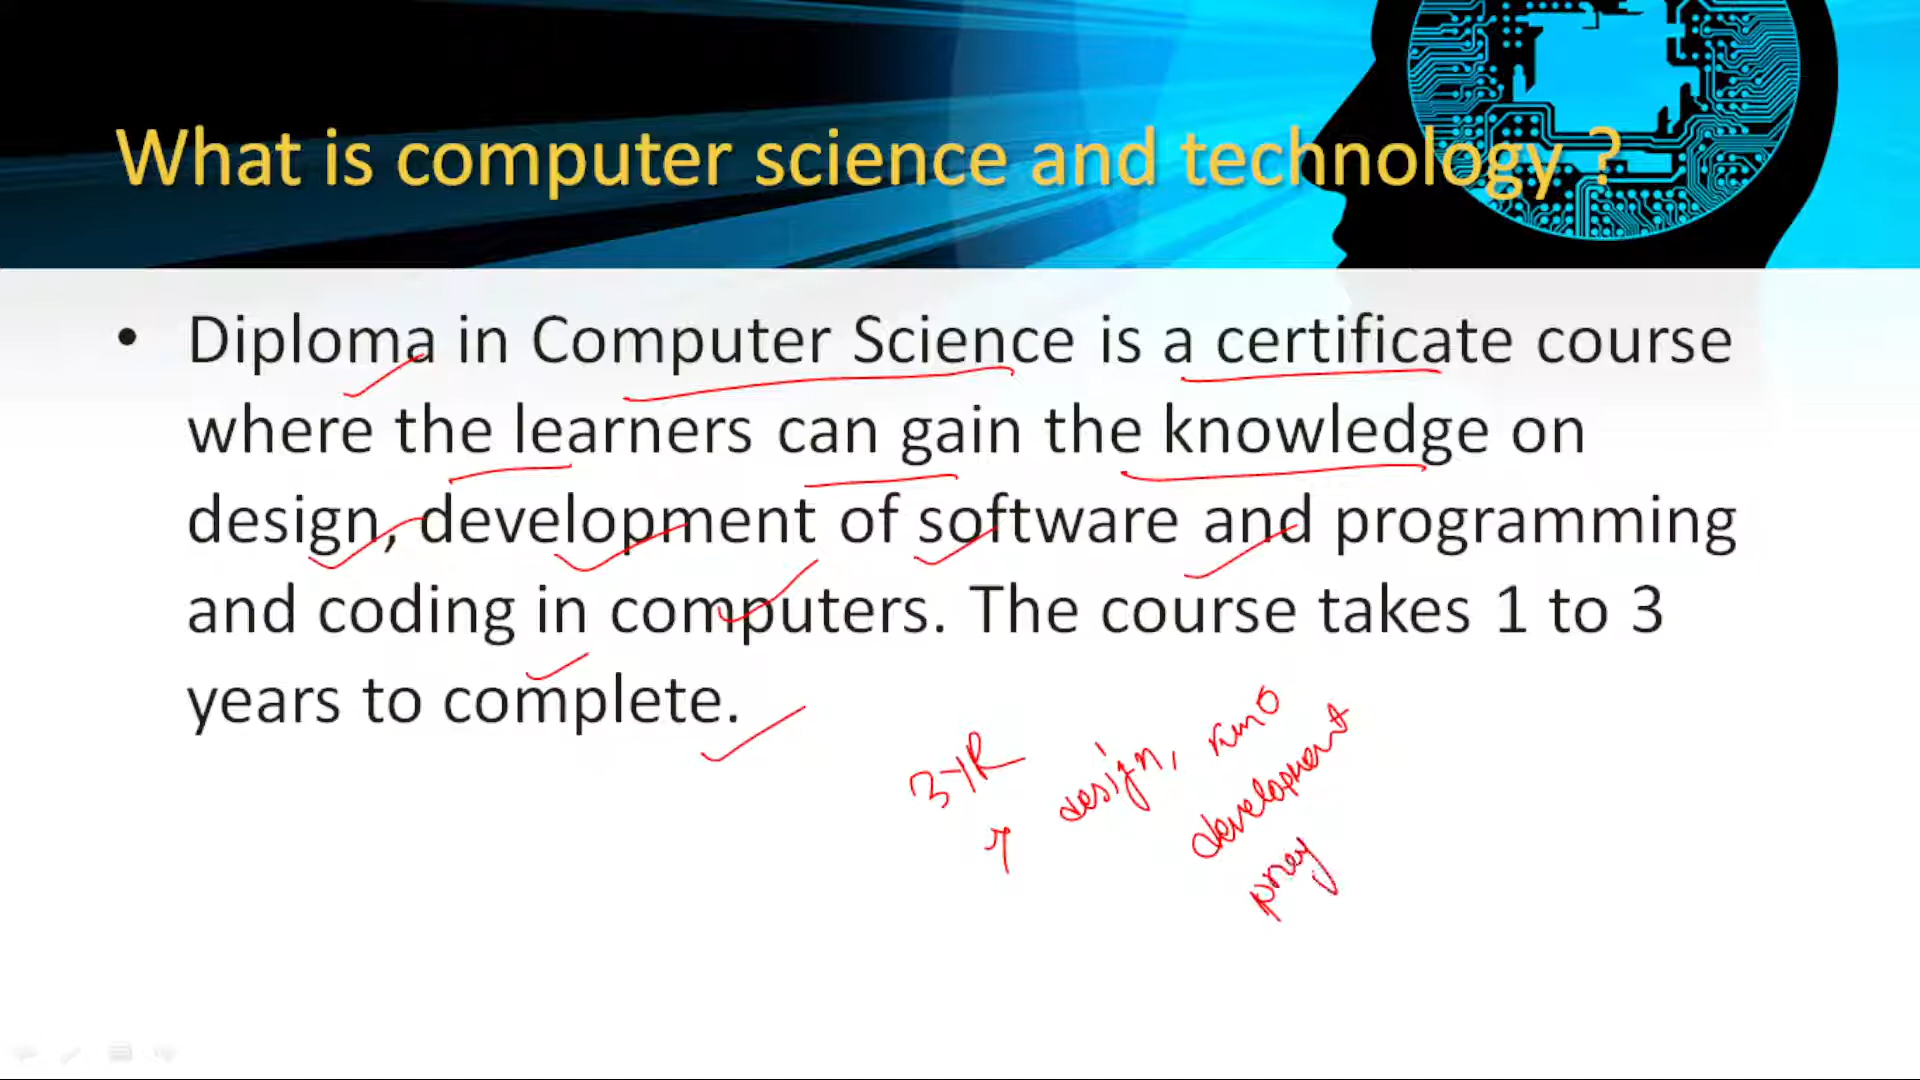 What is computer science and technology ?
• Diploma in Computer Science is a certificate course
where the learners can gain the knowledge on
design, development of software and programming
and coding in computers. The course takes 1 to 3
years to complete.
3 YR
design,
development